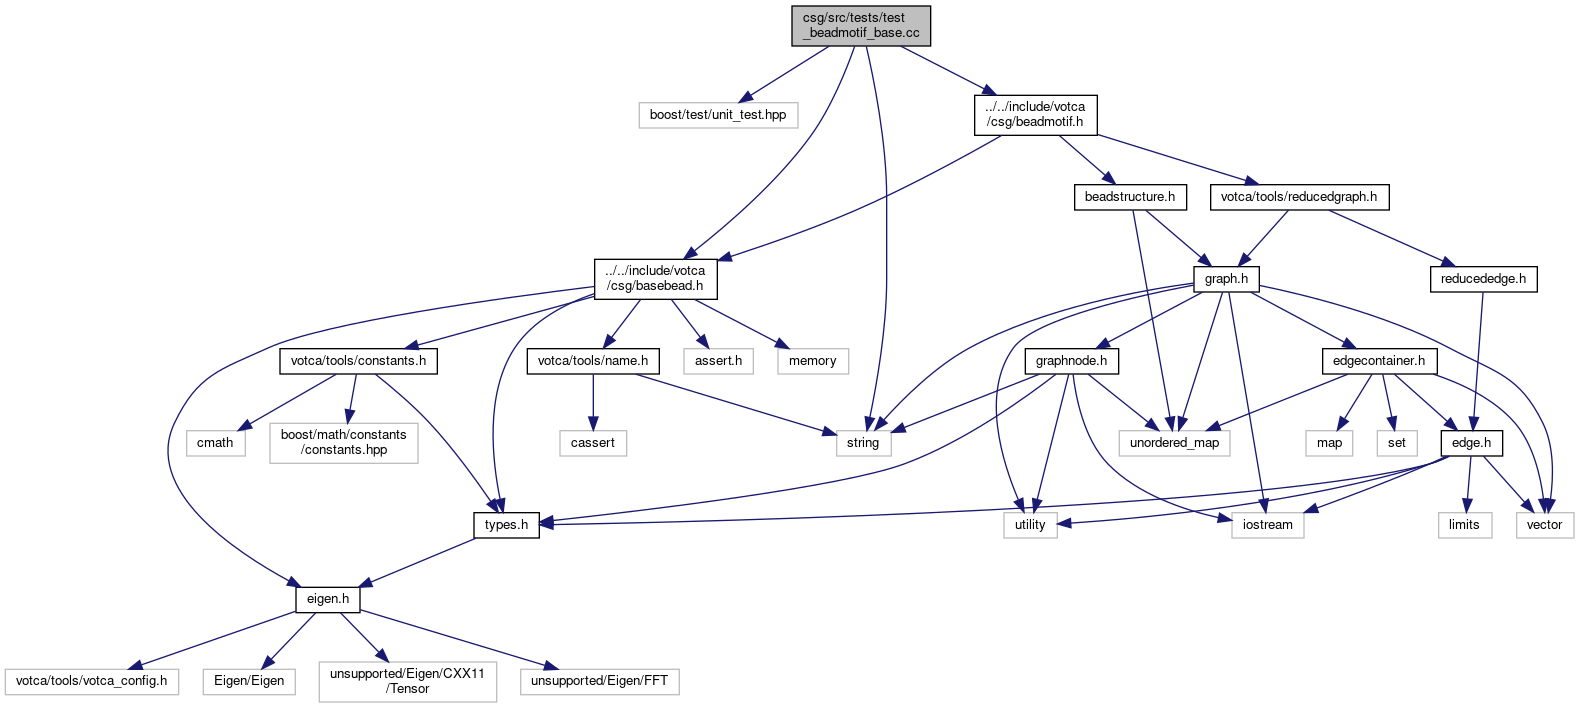 csg/src/tests/test
_beadmotif_base.cc
boost/test/unit_test.hpp
../../include/votca
/csg/beadmotif.h
beadstructure.h
votca/tools/reducedgraph.h
../../include/votca
/csg/basebead.h
graph.h
reducededge.h
votca/tools/constants.h
votca/tools/name.h
assert.h
memory
graphnode.h
edgecontainer.h
cmath
boost/math/constants
/constants.hpp
cassert
string
unordered_map
map
set
edge.h
types.h
utility
iostream
limits
vector
eigen.h
votca/tools/votca_config.h
Eigen/Eigen
unsupported/Eigen/CXX11
/Tensor
unsupported/Eigen/FFT